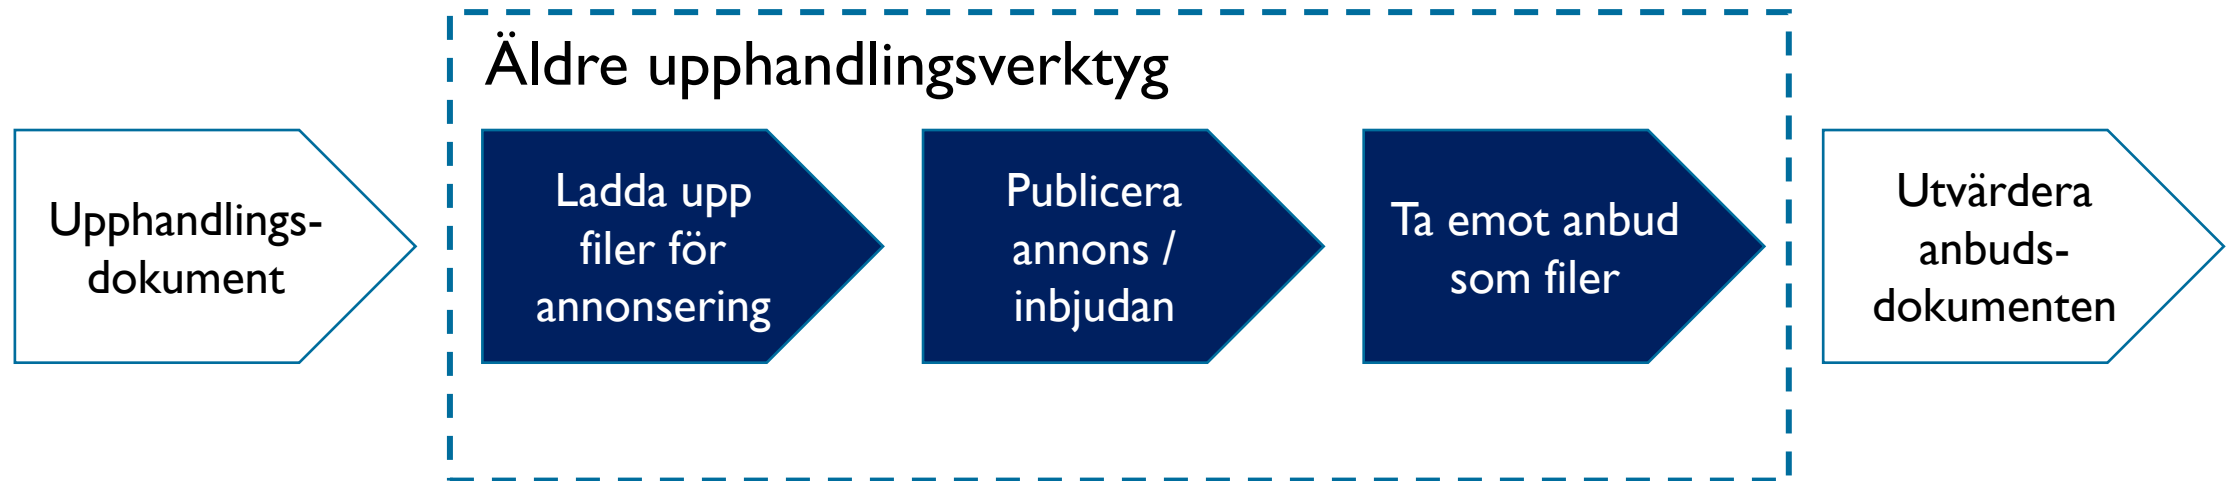 Äldre upphandlingsverktyg
Upphandlings-
dokument
Ladda upp
filer för
annonsering
Publicera
annons /
inbjudan
Ta emot anbud
som filer
Utvärdera
anbuds-
dokumenten